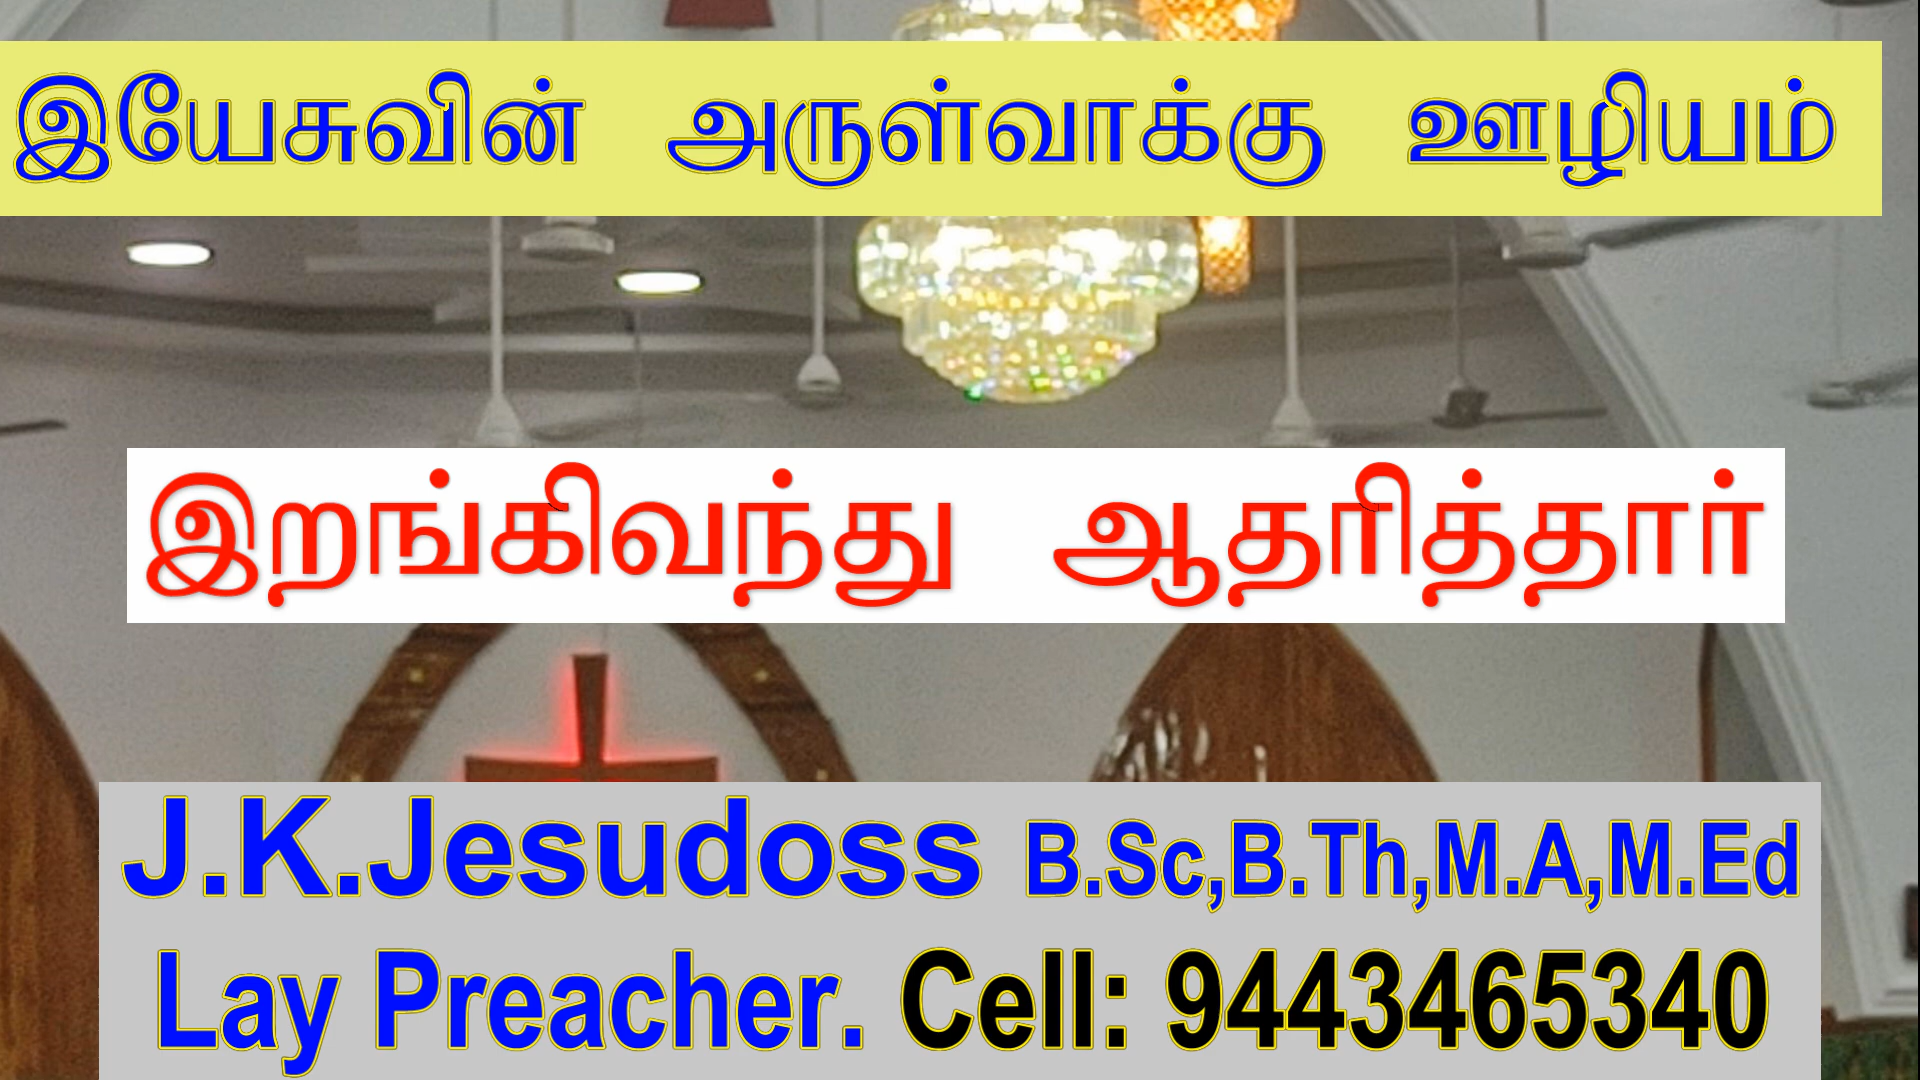 இயேசுவின் அருள்வாக்கு ஊழியம்
இறங்கிவந்து ஆதரித்தார்
J.K.Jesudoss B.Sc,B.Th,M.A,M.Ed
Lay Preacher. Cell: 9443465340